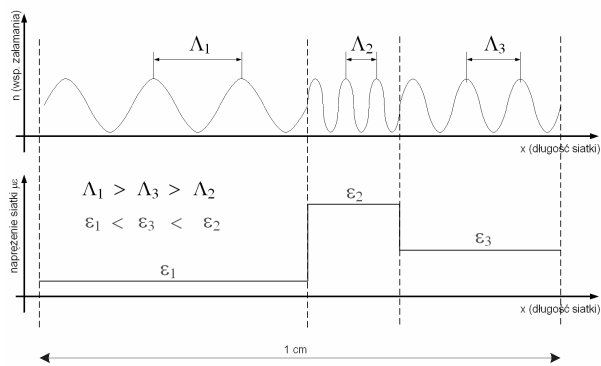 n (wsp. załamania)
Λ1
Λ2
Λ3
x (długość siatki)
naprężenie siatki με
Λ1 > Λ3 > Λ2
ε1 < ε3 < ε2
ε1
ε2
ε3
x (długość siatki)
1 cm